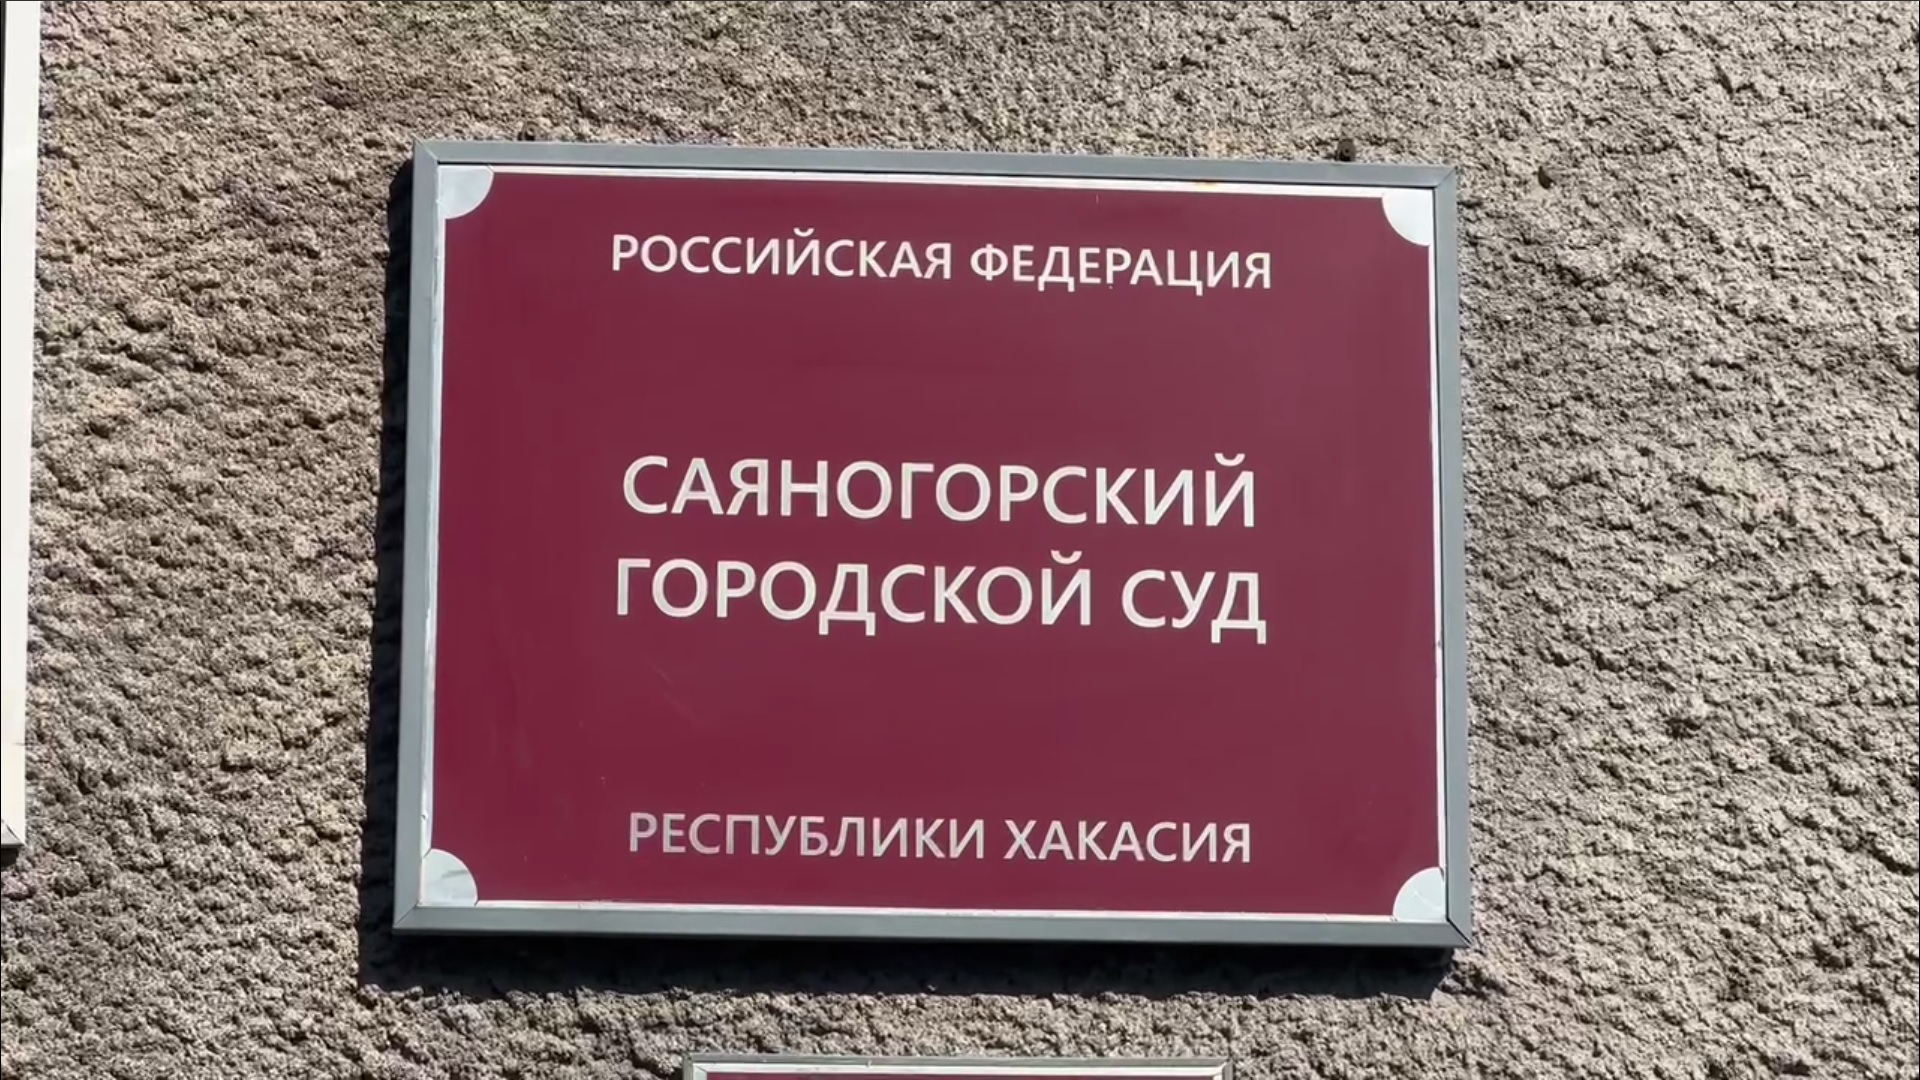 РОССИЙСКАЯ ФЕДЕРАЦИЯ
САЯНОГОРСКИЙ
ГОРОДСКОЙ СУД
РЕСПУБЛИКИ ХАКАСИЯ